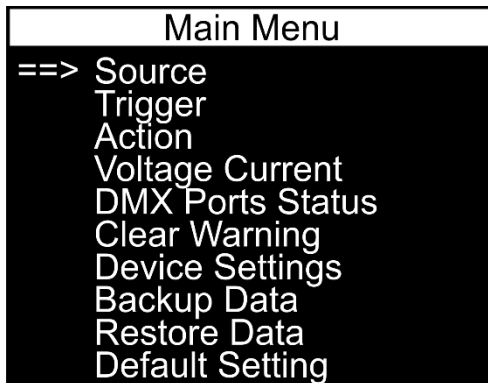 Main Menu
==> Source
Trigger
Action
Voltage Current
DMX Ports Status
Clear Warning
Device Settings
Backup Data
Restore Data
Default Setting